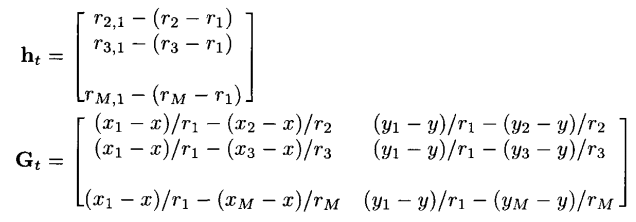 h_t = [ r_{2,1} − (r_2 − r_1)
r_{3,1} − (r_3 − r_1)
r_{M,1} − (r_M − r_1) ]
G_t = [ (x_1 − x)/r_1 − (x_2 − x)/r_2 (y_1 − y)/r_1 − (y_2 − y)/r_2
(x_1 − x)/r_1 − (x_3 − x)/r_3 (y_1 − y)/r_1 − (y_3 − y)/r_3
(x_1 − x)/r_1 − (x_M − x)/r_M (y_1 − y)/r_1 − (y_M − y)/r_M ]